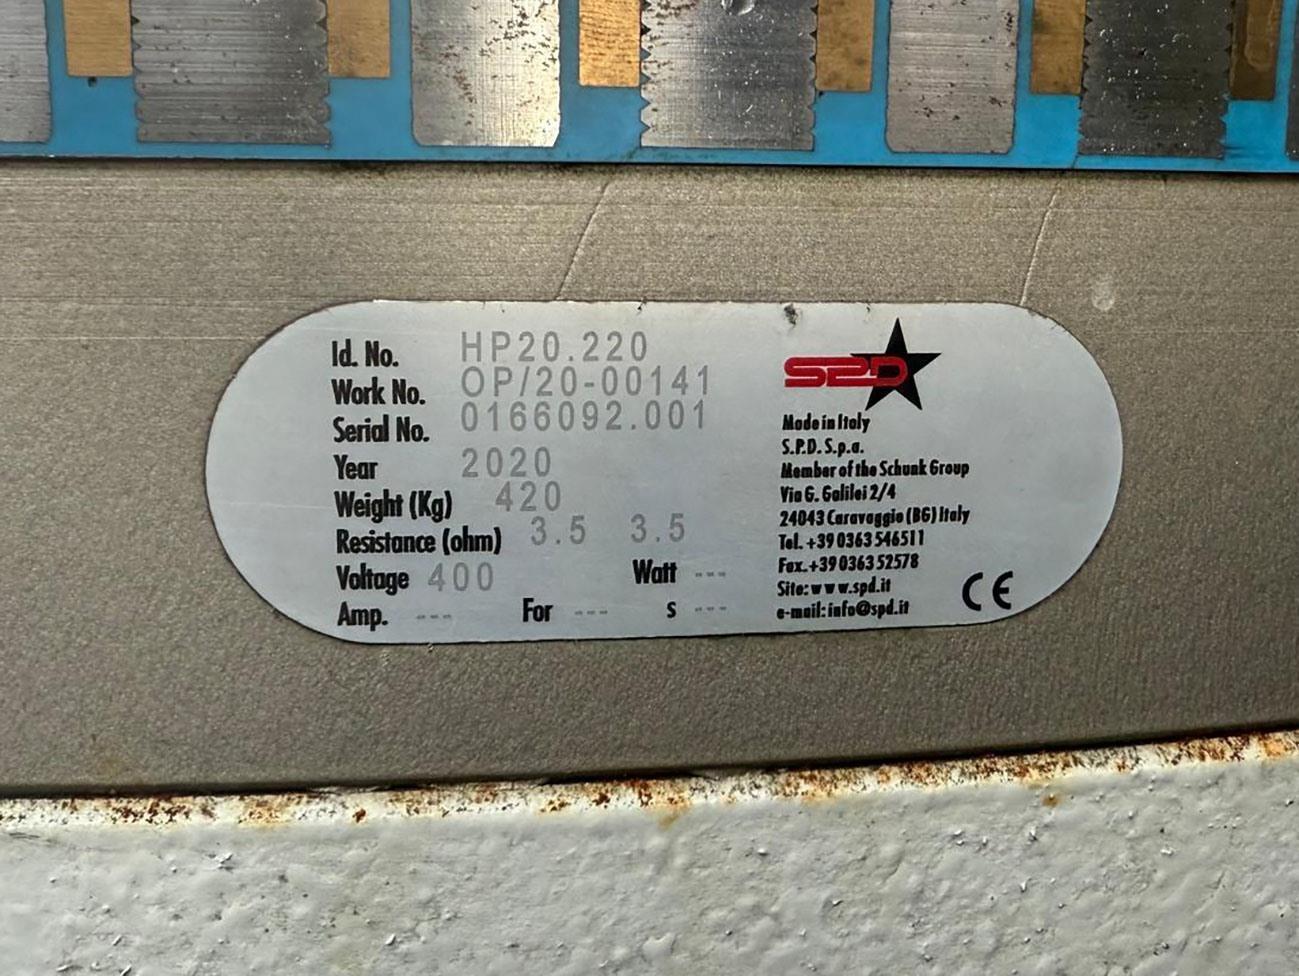 Id. No. HP20.220
Work No. OP/20-00141
Serial No. 0166092.001
Year 2020
Weight (Kg) 420
Resistance (ohm) 3.5 3.5
Voltage 400 Watt ---
Amp. --- For --- s ---
SPD
Made in Italy
S.P.D. S.p.a.
Member of the Schunk Group
Via G. Galilei 2/4
24043 Caravaggio (BG) Italy
Tel. +39 0363 546511
Fax. +39 0363 52578
Site: www.spd.it
e-mail: info@spd.it
CE